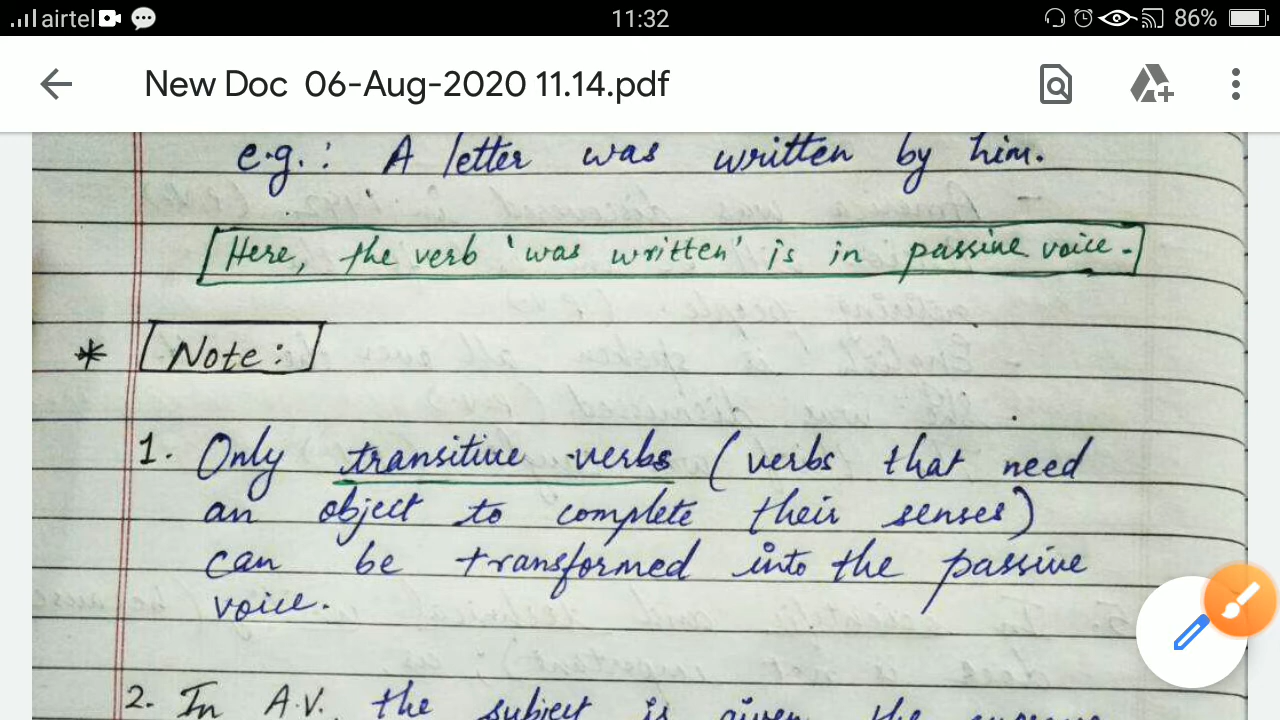 airtel 11:32 86%
New Doc 06-Aug-2020 11.14.pdf
e.g.: A letter was written by him.
Here, the verb 'was written' is in passive voice.
* Note:
1. Only transitive verbs (verbs that need
an object to complete their senses)
can be transformed into the passive
voice.
2. In A.V. the subject is given the